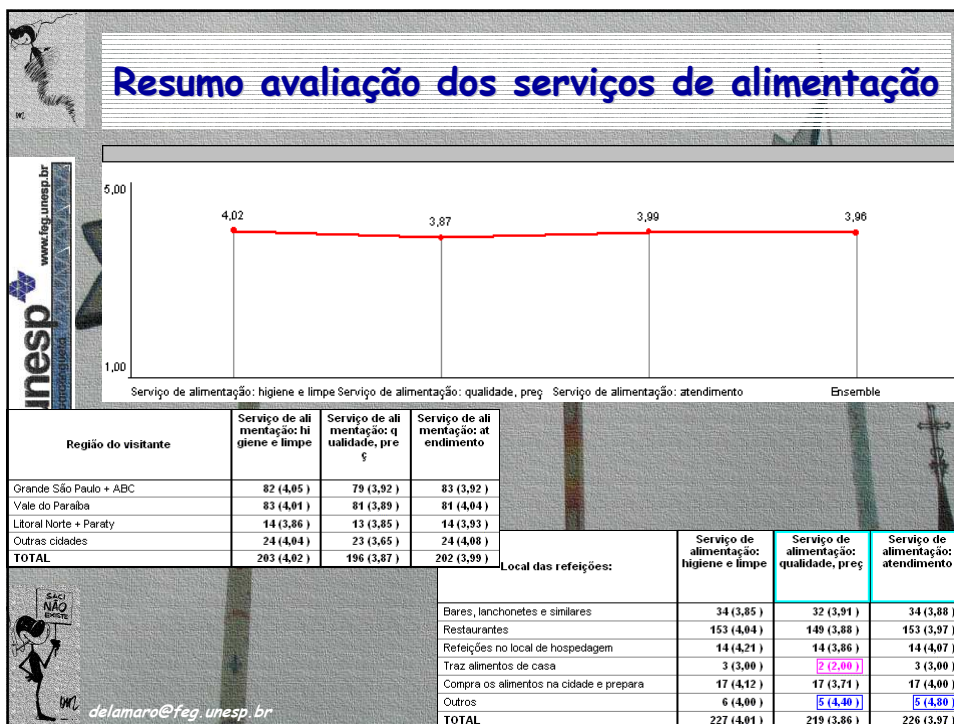 Resumo avaliação dos serviços de alimentação
www.feg.unesp.br
unesp
5,00
4,02
3,87
3,99
3,96
1,00
Serviço de alimentação: higiene e limpe Serviço de alimentação: qualidade, preç Serviço de alimentação: atendimento Ensemble
Região do visitante
Serviço de ali
mentação: hi
giene e limpe
Serviço de ali
mentação: q
ualidade, pre
ç
Serviço de ali
mentação: at
endimento
Grande São Paulo + ABC 82 (4,05 ) 79 (3,92 ) 83 (3,92 )
Vale do Paraíba 83 (4,01 ) 81 (3,89 ) 81 (4,04 )
Litoral Norte + Paraty 14 (3,86 ) 13 (3,85 ) 14 (3,93 )
Outras cidades 24 (4,04 ) 23 (3,65 ) 24 (4,08 )
TOTAL 203 (4,02 ) 196 (3,87 ) 202 (3,99 )
Local das refeições:
Serviço de
alimentação:
higiene e limpe
Serviço de
alimentação:
qualidade, preç
Serviço de
alimentação:
atendimento
Bares, lanchonetes e similares 34 (3,85 ) 32 (3,91 ) 34 (3,88 )
Restaurantes 153 (4,04 ) 149 (3,88 ) 153 (3,97 )
Refeições no local de hospedagem 14 (4,21 ) 14 (3,86 ) 14 (4,07 )
Traz alimentos de casa 3 (3,00 ) 2 (2,00 ) 3 (3,00 )
Compra os alimentos na cidade e prepara 17 (4,12 ) 17 (3,71 ) 17 (4,00 )
Outros 6 (4,00 ) 5 (4,40 ) 5 (4,80 )
TOTAL 227 (4,01 ) 219 (3,86 ) 226 (3,97 )
SACI
NÃO
EXISTE
delamaro@feg.unesp.br